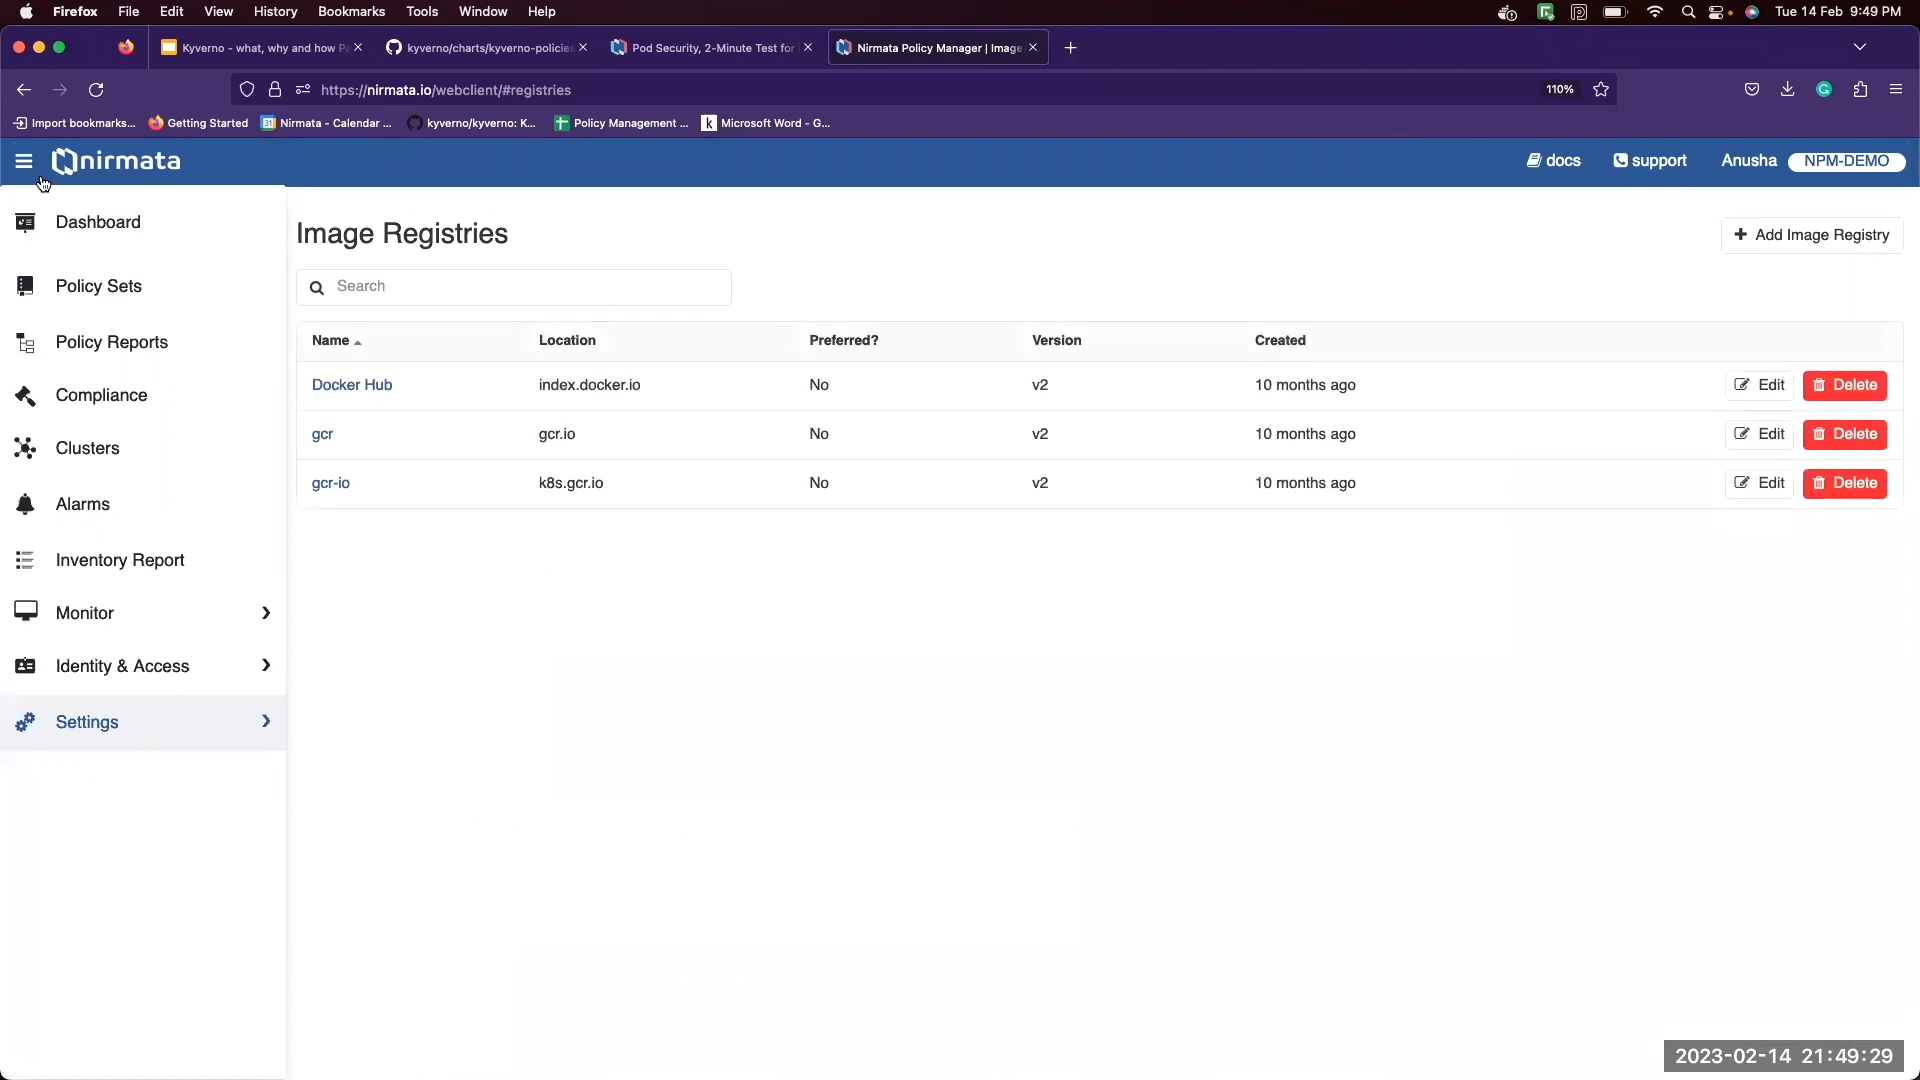 Firefox File Edit View History Bookmarks Tools Window Help Tue 14 Feb 9:49 PM
Kyverno - what, why and how P kyverno/charts/kyverno-policies Pod Security, 2-Minute Test for Nirmata Policy Manager | Image
https://nirmata.io/webclient/#registries 110%
Import bookmarks... Getting Started Nirmata - Calendar ... kyverno/kyverno: K... Policy Management ... Microsoft Word - G...
nirmata docs support Anusha NPM-DEMO
Dashboard
Policy Sets
Policy Reports
Compliance
Clusters
Alarms
Inventory Report
Monitor
Identity & Access
Settings
Image Registries
+ Add Image Registry
Search
Name Location Preferred? Version Created
Docker Hub index.docker.io No v2 10 months ago Edit Delete
gcr gcr.io No v2 10 months ago Edit Delete
gcr-io k8s.gcr.io No v2 10 months ago Edit Delete
2023-02-14 21:49:29